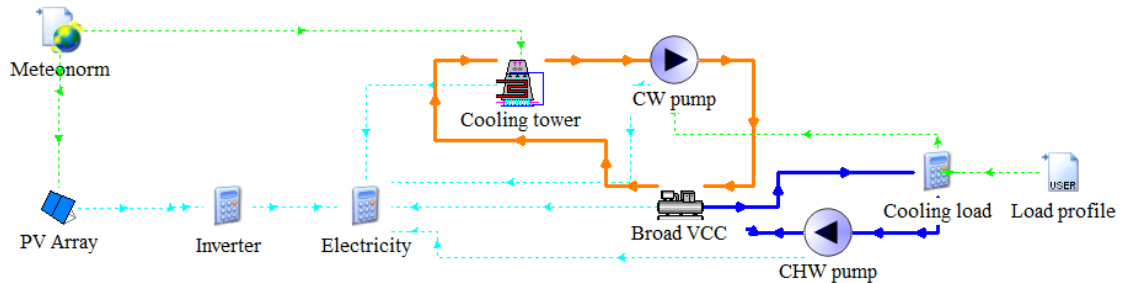 Meteonorm
Cooling tower
CW pump
PV Array
Inverter
Electricity
Broad VCC
CHW pump
Cooling load
USER
Load profile